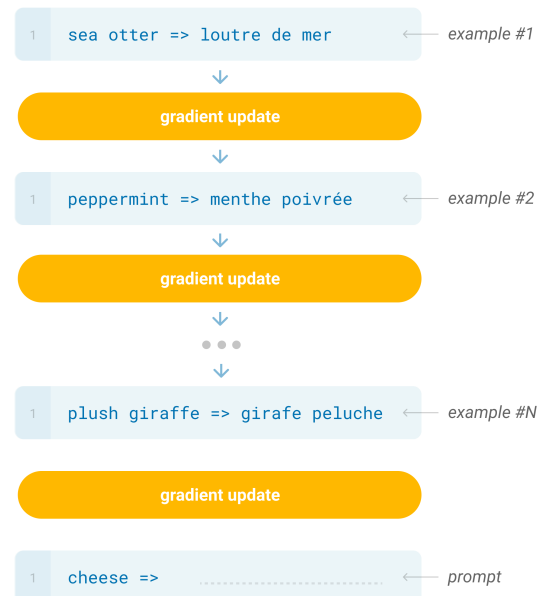 1 sea otter => loutre de mer example #1
gradient update
1 peppermint => menthe poivrée example #2
gradient update
1 plush giraffe => girafe peluche example #N
gradient update
1 cheese => prompt